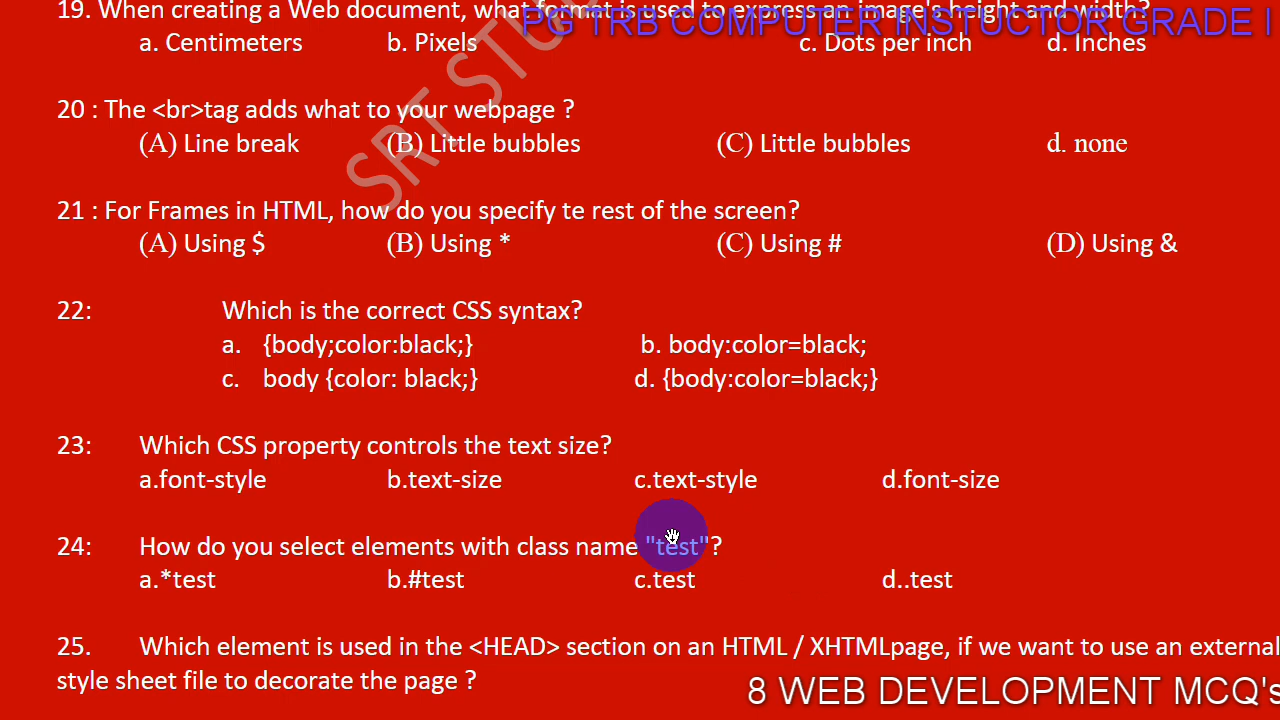 19. When creating a Web document, what format is used to express an image's height and width?
PG TRB COMPUTER INSTUCTOR GRADE I
a. Centimeters b. Pixels c. Dots per inch d. Inches
20 : The <br>tag adds what to your webpage ?
(A) Line break (B) Little bubbles (C) Little bubbles d. none
21 : For Frames in HTML, how do you specify te rest of the screen?
(A) Using $ (B) Using * (C) Using # (D) Using &
22: Which is the correct CSS syntax?
a. {body;color:black;} b. body:color=black;
c. body {color: black;} d. {body:color=black;}
23: Which CSS property controls the text size?
a.font-style b.text-size c.text-style d.font-size
24: How do you select elements with class name "test"?
a.*test b.#test c.test d..test
25. Which element is used in the <HEAD> section on an HTML / XHTMLpage, if we want to use an external
style sheet file to decorate the page ?
8 WEB DEVELOPMENT MCQ's
SRT